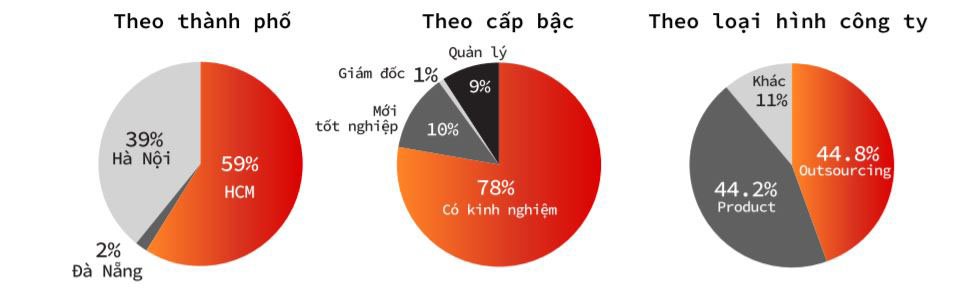 Theo thành phố
39%
Hà Nội
59%
HCM
2%
Đà Nẵng
Theo cấp bậc
Quản lý
9%
Giám đốc 1%
Mới
tốt nghiệp
10%
78%
Có kinh nghiệm
Theo loại hình công ty
Khác
11%
44.8%
Outsourcing
44.2%
Product